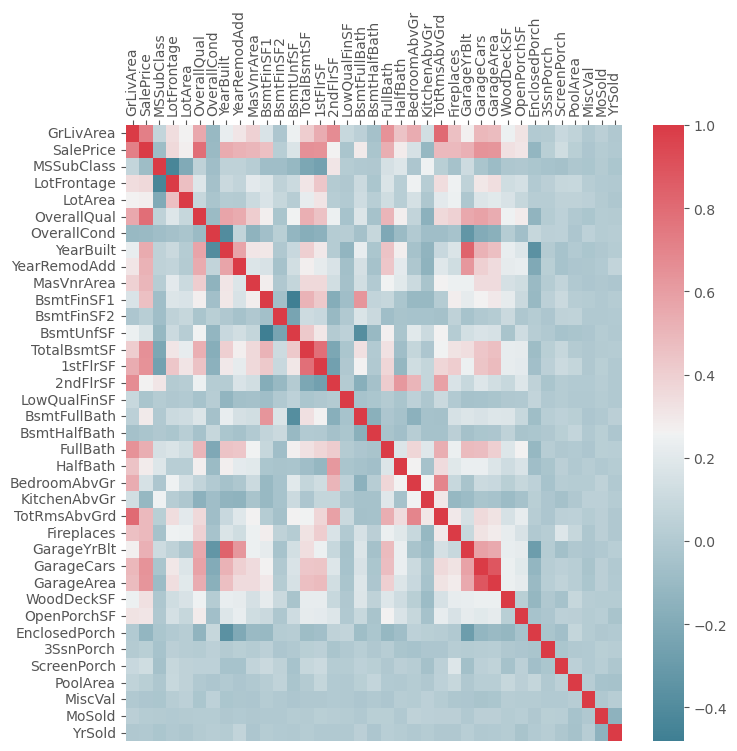 GrLivArea
SalePrice
MSSubClass
LotFrontage
LotArea
OverallQual
OverallCond
YearBuilt
YearRemodAdd
MasVnrArea
BsmtFinSF1
BsmtFinSF2
BsmtUnfSF
TotalBsmtSF
1stFlrSF
2ndFlrSF
LowQualFinSF
BsmtFullBath
BsmtHalfBath
FullBath
HalfBath
BedroomAbvGr
KitchenAbvGr
TotRmsAbvGrd
Fireplaces
GarageYrBlt
GarageCars
GarageArea
WoodDeckSF
OpenPorchSF
EnclosedPorch
3SsnPorch
ScreenPorch
PoolArea
MiscVal
MoSold
YrSold
GrLivArea
SalePrice
MSSubClass
LotFrontage
LotArea
OverallQual
OverallCond
YearBuilt
YearRemodAdd
MasVnrArea
BsmtFinSF1
BsmtFinSF2
BsmtUnfSF
TotalBsmtSF
1stFlrSF
2ndFlrSF
LowQualFinSF
BsmtFullBath
BsmtHalfBath
FullBath
HalfBath
BedroomAbvGr
KitchenAbvGr
TotRmsAbvGrd
Fireplaces
GarageYrBlt
GarageCars
GarageArea
WoodDeckSF
OpenPorchSF
EnclosedPorch
3SsnPorch
ScreenPorch
PoolArea
MiscVal
MoSold
YrSold
1.0
0.8
0.6
0.4
0.2
0.0
−0.2
−0.4